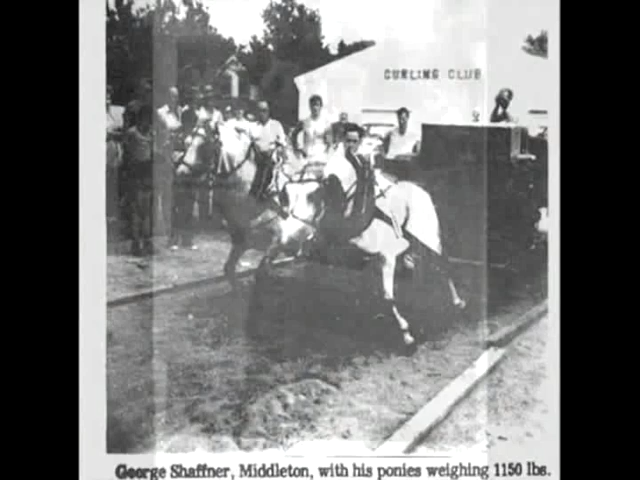 CURLING CLUB
George Shaffner, Middleton, with his ponies weighing 1150 lbs.